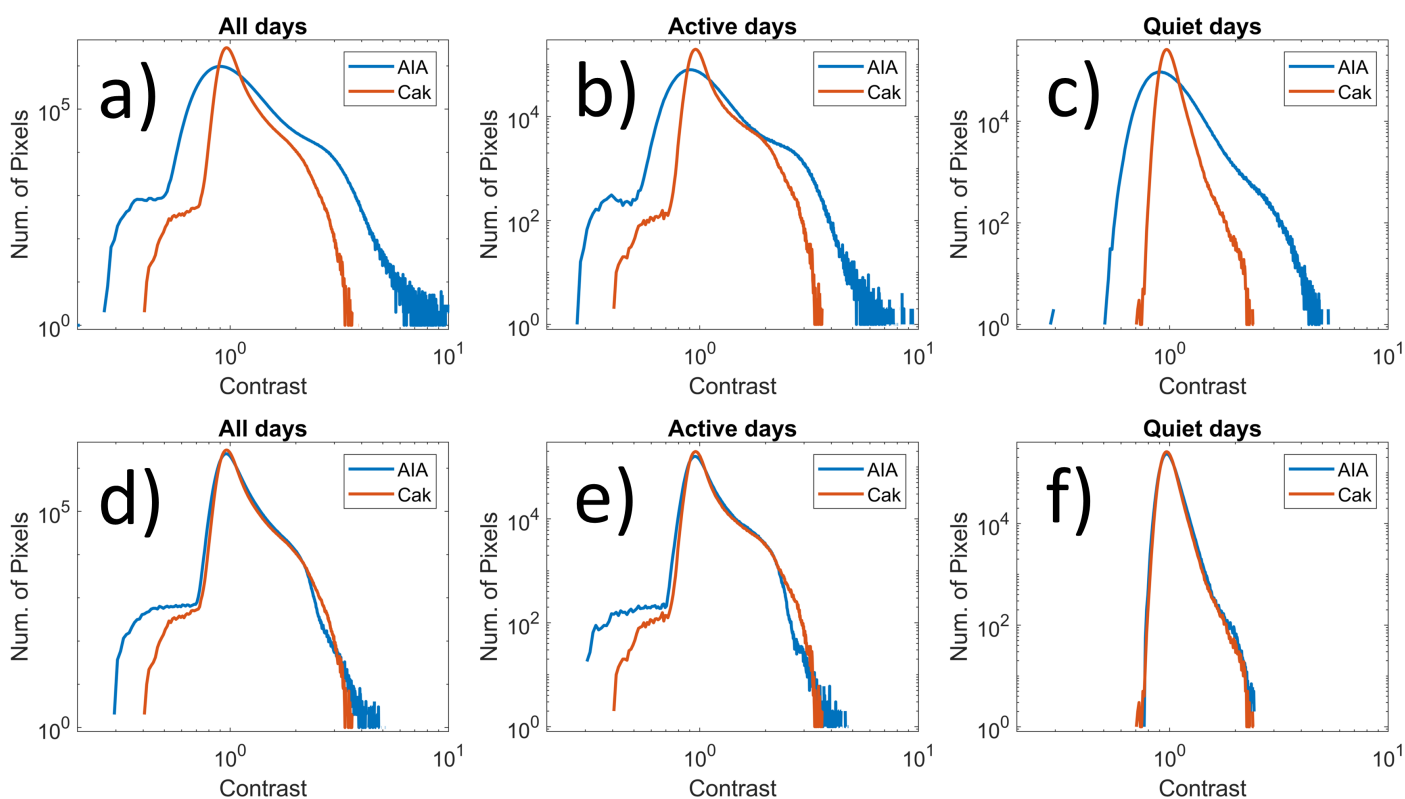 All days
a)
AIA
Cak
10^5
10^0
Num. of Pixels
10^0
10^1
Contrast
Active days
b)
AIA
Cak
10^4
10^2
10^0
Num. of Pixels
10^0
10^1
Contrast
Quiet days
c)
AIA
Cak
10^4
10^2
10^0
Num. of Pixels
10^0
10^1
Contrast
All days
d)
AIA
Cak
10^5
10^0
Num. of Pixels
10^0
10^1
Contrast
Active days
e)
AIA
Cak
10^4
10^2
10^0
Num. of Pixels
10^0
10^1
Contrast
Quiet days
f)
AIA
Cak
10^4
10^2
10^0
Num. of Pixels
10^0
10^1
Contrast